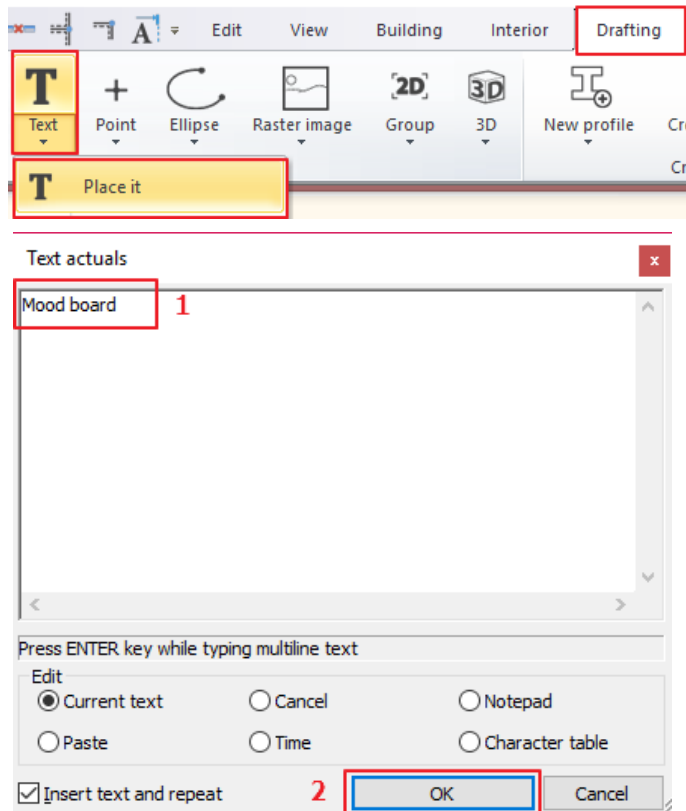 A Edit View Building Interior Drafting
T + 2D 3D
Text Point Ellipse Raster image Group 3D New profile Cr
Cr
T Place it
Text actuals x
Mood board 1
Press ENTER key while typing multiline text
Edit
Current text Cancel Notepad
Paste Time Character table
Insert text and repeat 2 OK Cancel